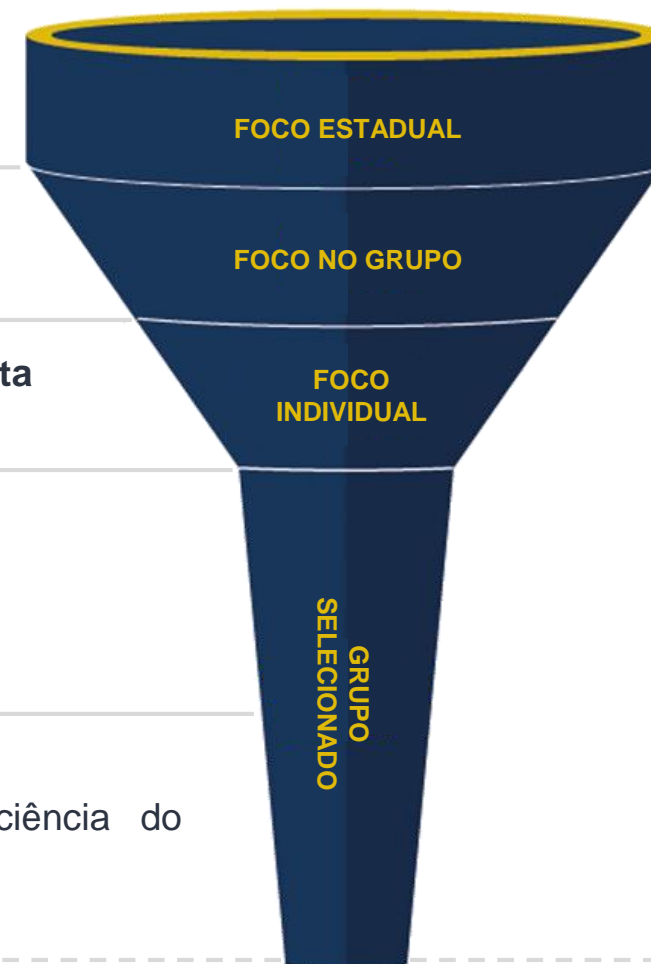 FOCO ESTADUAL
FOCO NO GRUPO
ta
FOCO
INDIVIDUAL
GRUPO
SELECIONADO
ciência do